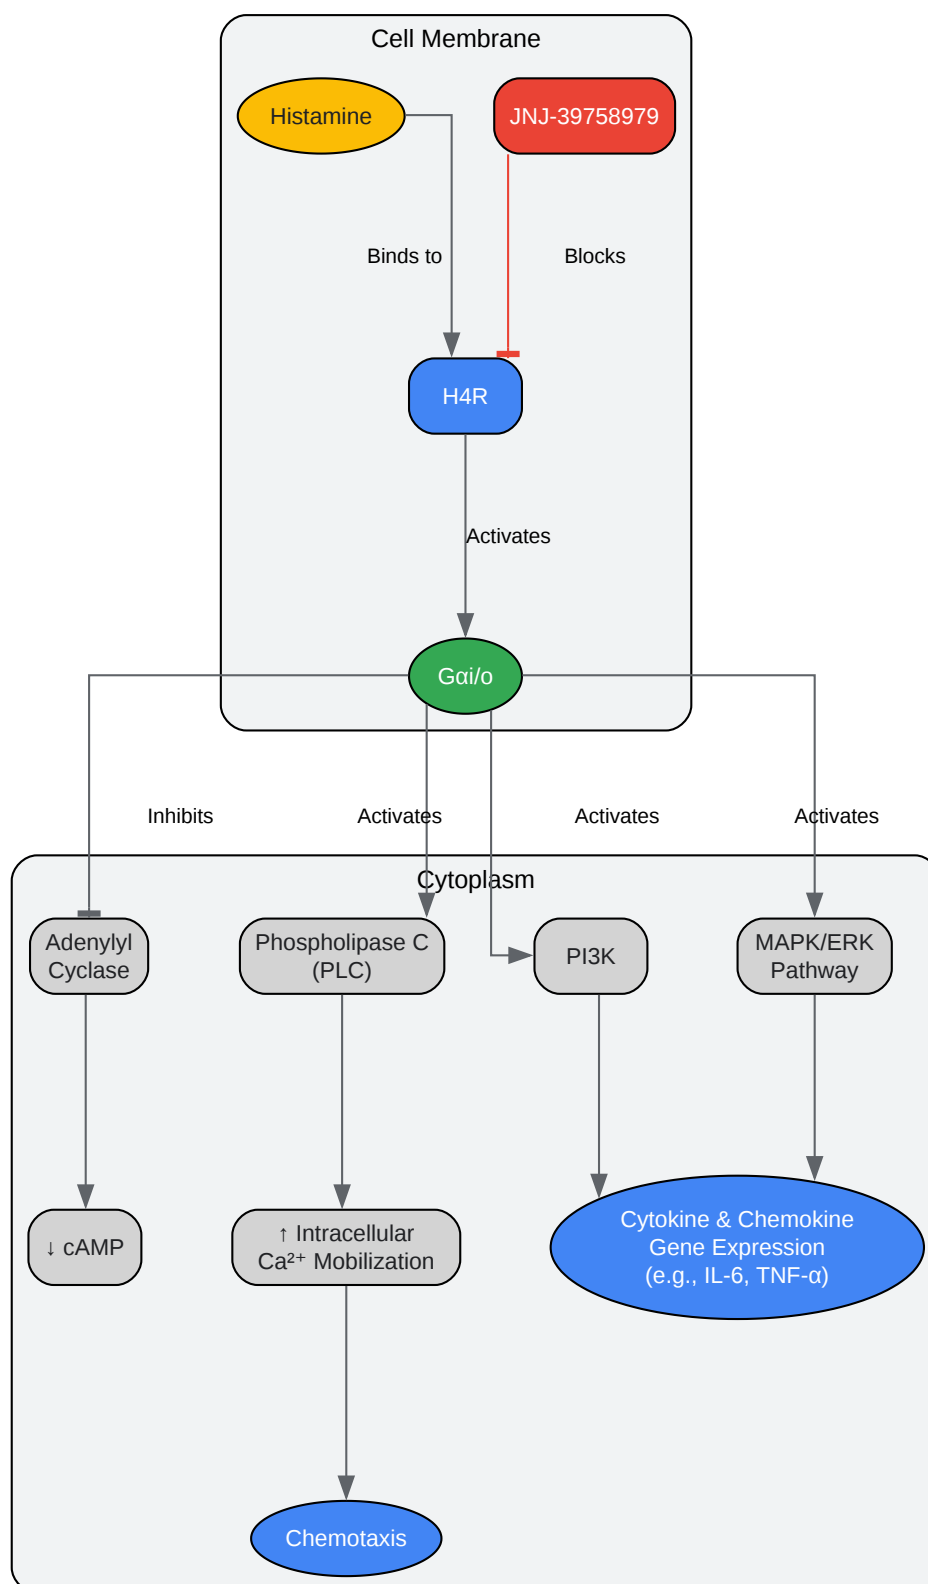 Cell Membrane
Histamine
JNJ-39758979
Binds to
Blocks
H4R
Activates
Gαi/o
Inhibits
Activates
Activates
Activates
Cytoplasm
Adenylyl
Cyclase
Phospholipase C
(PLC)
PI3K
MAPK/ERK
Pathway
↓ cAMP
↑ Intracellular
Ca²⁺ Mobilization
Cytokine & Chemokine
Gene Expression
(e.g., IL-6, TNF-α)
Chemotaxis